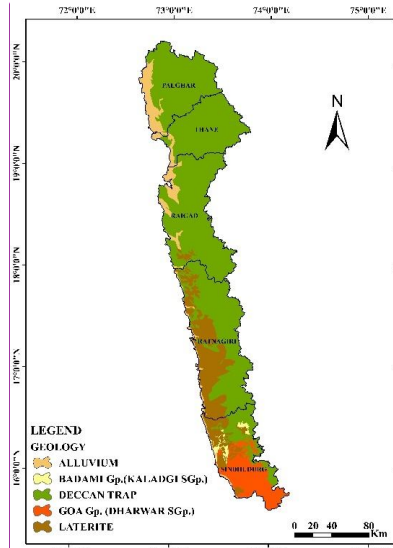 72°0'0"E 73°0'0"E 74°0'0"E 75°0'0"E
20°0'0"N
PALGHAR
THANE
N
19°0'0"N
RAIGAD
18°0'0"N
RATNAGIRI
17°0'0"N
LEGEND
GEOLOGY
ALLUVIUM
BADAMI Gp.(KALADGI SGp.)
DECCAN TRAP
GOA Gp. (DHARWAR SGp.)
LATERITE
SINDHUDURG
16°0'0"N
0 20 40 80
Km